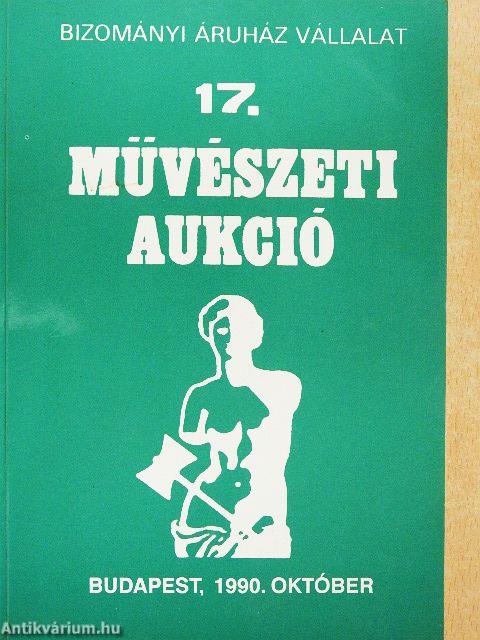 BIZOMÁNYI ÁRUHÁZ VÁLLALAT
17.
MŰVÉSZETI
AUKCIÓ
BUDAPEST, 1990. OKTÓBER
Antikvárium.hu